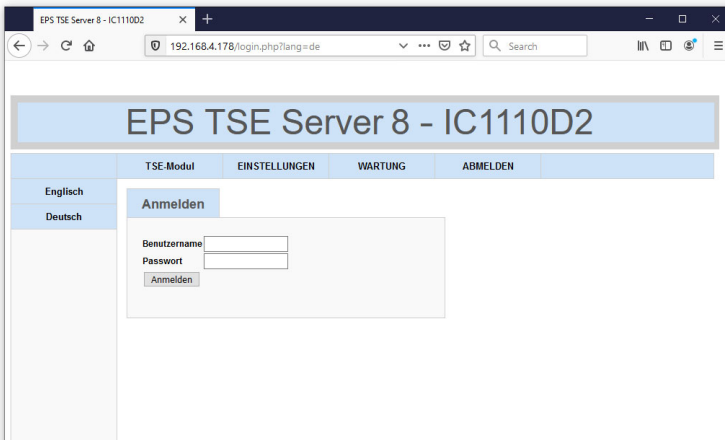 EPS TSE Server 8 - IC1110D2
192.168.4.178/login.php?lang=de
Search
EPS TSE Server 8 - IC1110D2
TSE-Modul EINSTELLUNGEN WARTUNG ABMELDEN
Englisch
Deutsch
Anmelden
Benutzername
Passwort
Anmelden